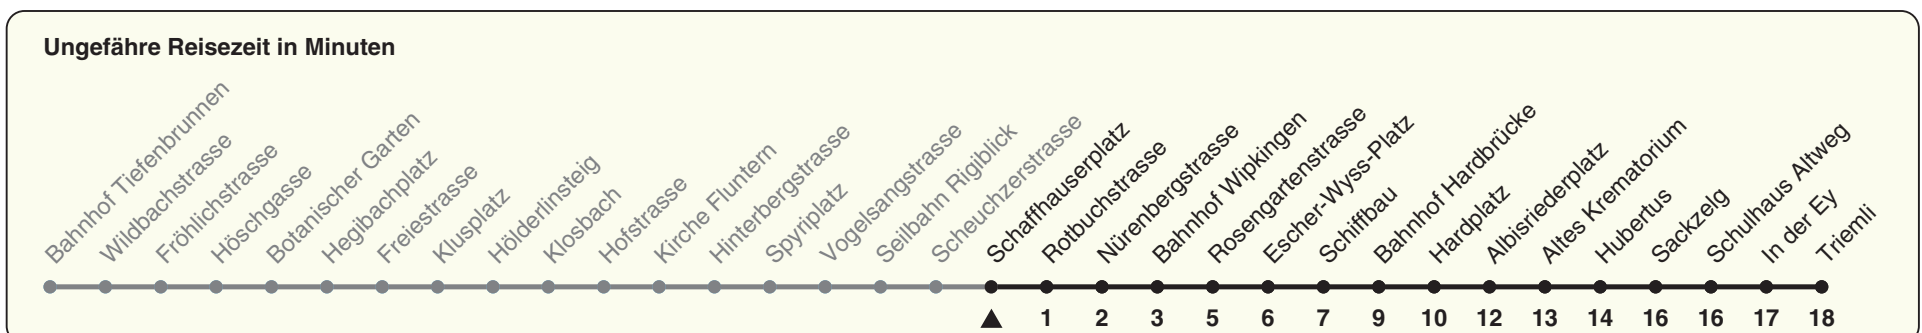 Ungefähre Reisezeit in Minuten
Bahnhof Tiefenbrunnen
Wildbachstrasse
Fröhlichstrasse
Höschgasse
Botanischer Garten
Hegibachplatz
Freiestrasse
Klusplatz
Hölderlinsteig
Klosbach
Hofstrasse
Kirche Fluntern
Hinterbergstrasse
Spyriplatz
Vogelsangstrasse
Seilbahn Rigiblick
Scheuchzerstrasse
Schaffhauserplatz
Rotbuchstrasse
Nürenbergstrasse
Bahnhof Wipkingen
Rosengartenstrasse
Escher-Wyss-Platz
Schiffbau
Bahnhof Hardbrücke
Hardplatz
Albisriederplatz
Altes Krematorium
Hubertus
Sackzelg
Schulhaus Altweg
In der Ey
Triemli
1 2 3 5 6 7 9 10 12 13 14 16 16 17 18